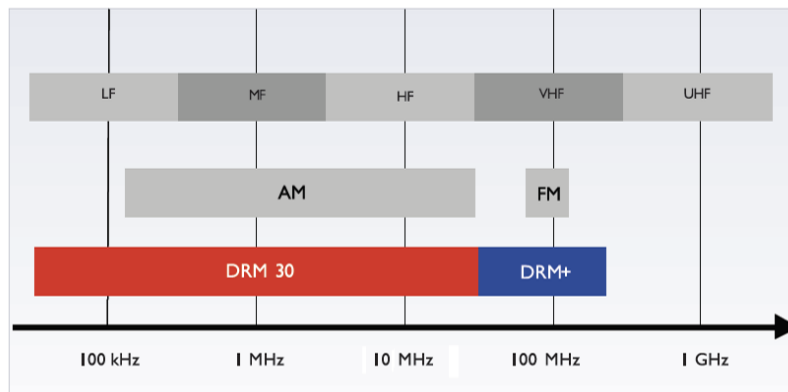 LF MF HF VHF UHF
AM FM
DRM 30 DRM+
100 kHz 1 MHz 10 MHz 100 MHz 1 GHz